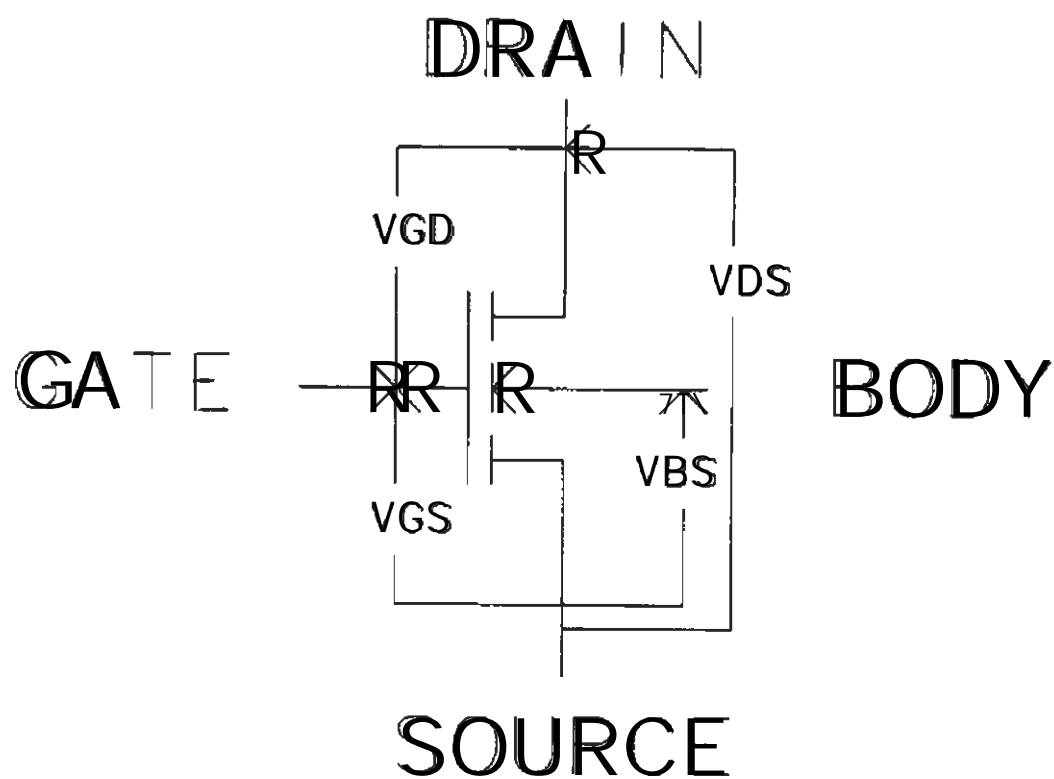 DRAIN
R
VGD
VDS
GATE
RR
R
BODY
VBS
VGS
SOURCE